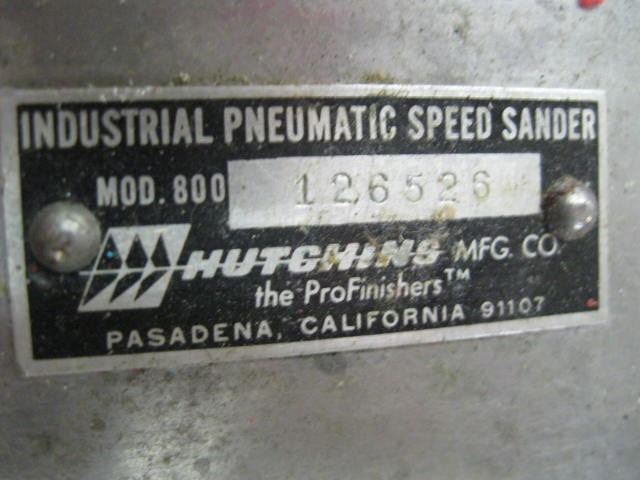 INDUSTRIAL PNEUMATIC SPEED SANDER
MOD. 800 126526
HUTCHINS MFG. CO.
the ProFinishers™
PASADENA, CALIFORNIA 91107